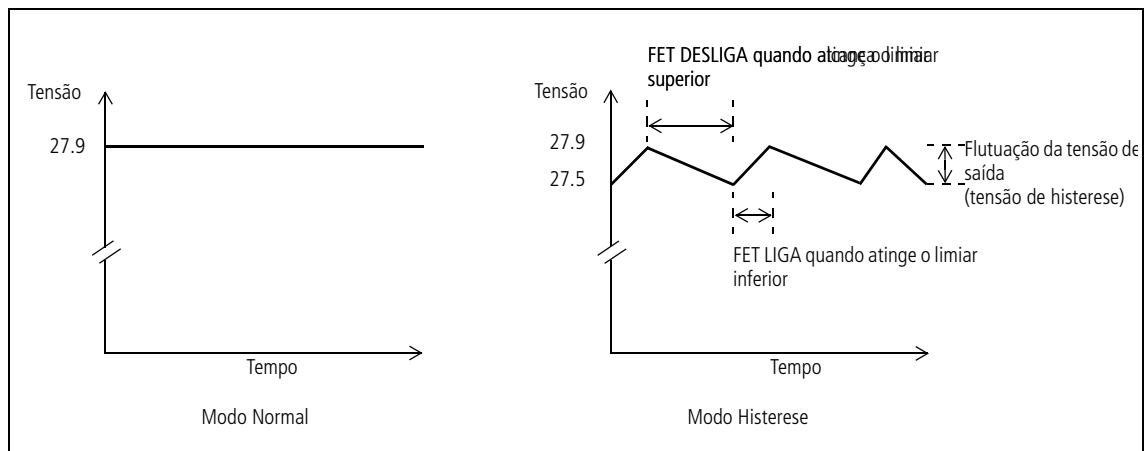 Tensão
27.9
Tempo
Modo Normal
FET DESLIGA quando o limiar
superior
Tensão
27.9
27.5
Flutuação da tensão de
saída
(tensão de histerese)
FET LIGA quando atinge o limiar
inferior
Tempo
Modo Histerese